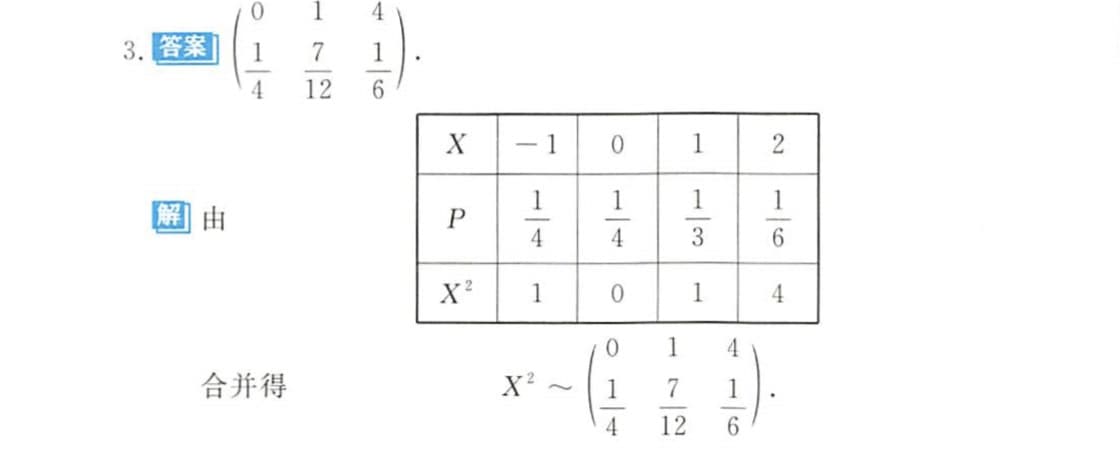 3. 答案 $\begin{pmatrix} 0 & 1 & 4 \\ \frac{1}{4} & \frac{7}{12} & \frac{1}{6} \end{pmatrix}$.
X −1 0 1 2
解 由 P $\frac{1}{4}$ $\frac{1}{4}$ $\frac{1}{3}$ $\frac{1}{6}$
X² 1 0 1 4
合并得 $X^2 \sim \begin{pmatrix} 0 & 1 & 4 \\ \frac{1}{4} & \frac{7}{12} & \frac{1}{6} \end{pmatrix}$.